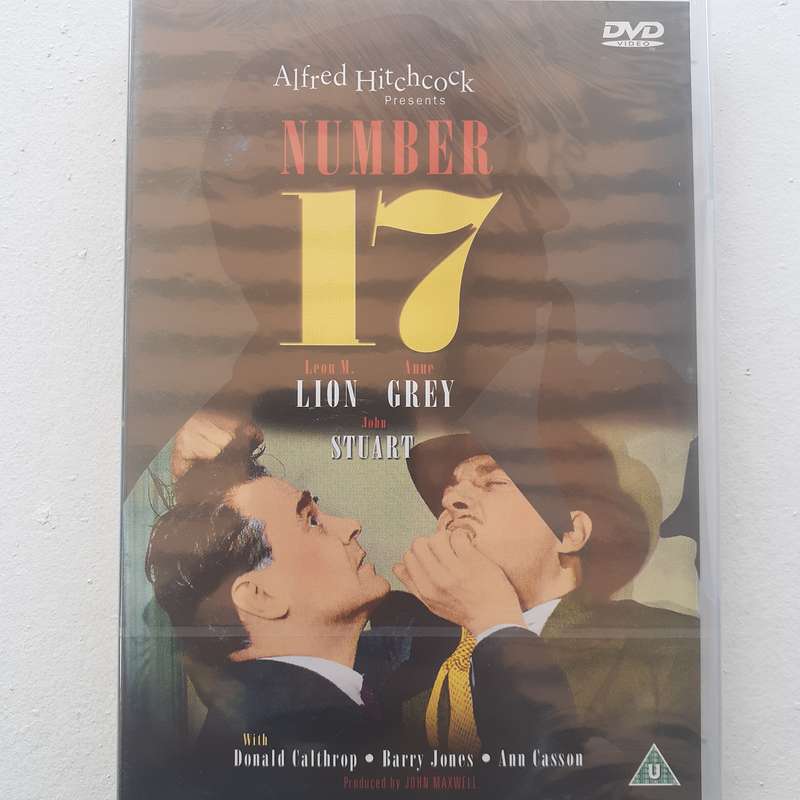 DVD
VIDEO
Alfred Hitchcock
Presents
NUMBER
17
Leon M. Anne
LION GREY
John
STUART
With
Donald Calthrop • Barry Jones • Ann Casson
Produced by JOHN MAXWELL
U